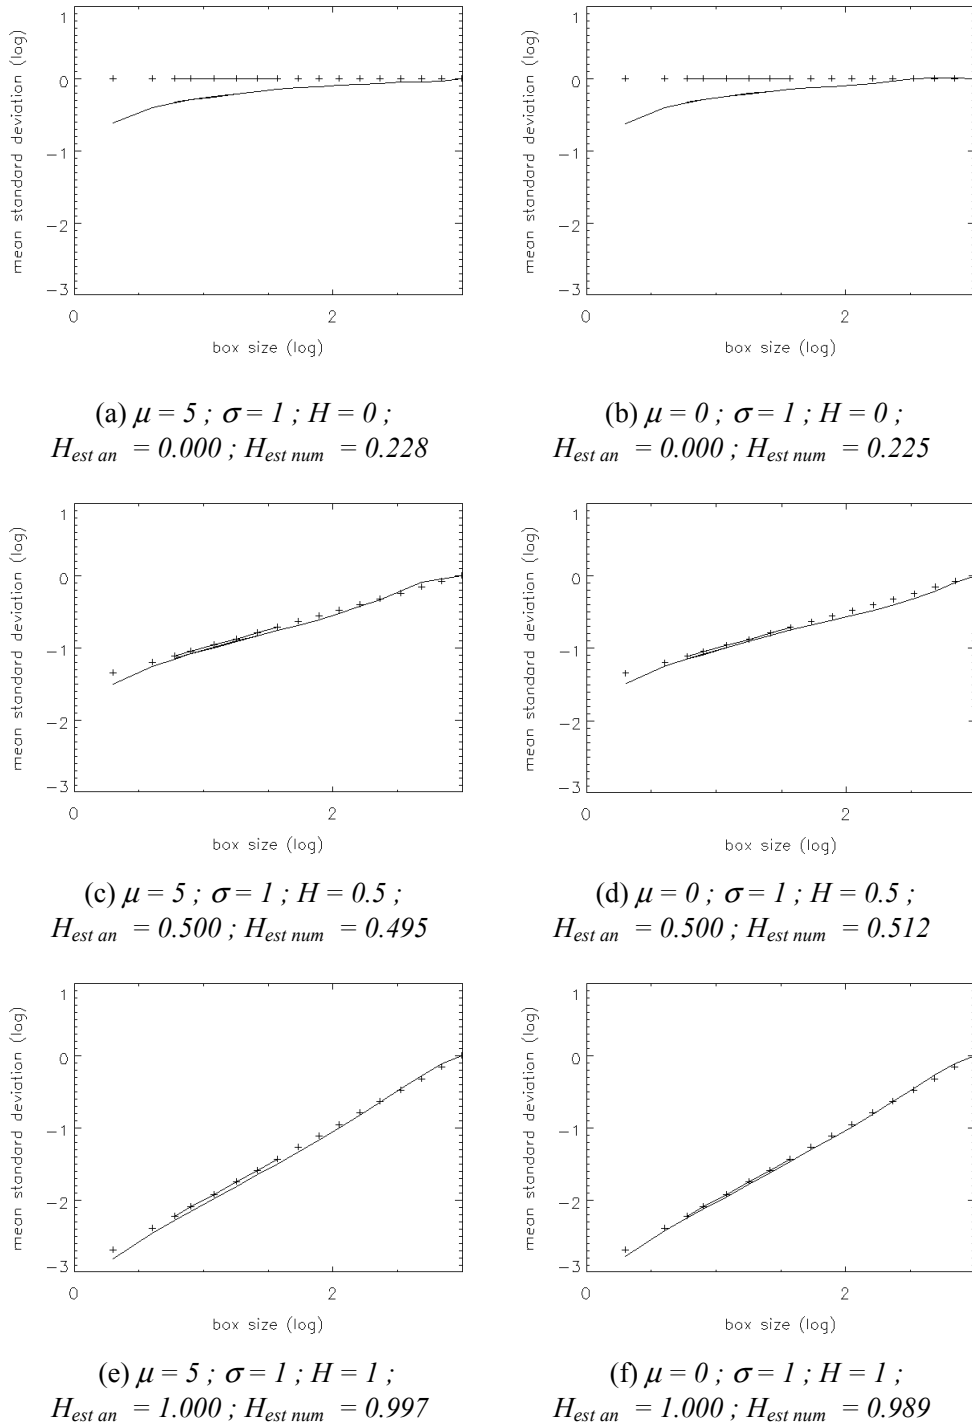 mean standard deviation (log)
1
0
−1
−2
−3
0
2
box size (log)
(a) μ = 5 ; σ = 1 ; H = 0 ;
H_est an = 0.000 ; H_est num = 0.228
mean standard deviation (log)
1
0
−1
−2
−3
0
2
box size (log)
(b) μ = 0 ; σ = 1 ; H = 0 ;
H_est an = 0.000 ; H_est num = 0.225
mean standard deviation (log)
1
0
−1
−2
−3
0
2
box size (log)
(c) μ = 5 ; σ = 1 ; H = 0.5 ;
H_est an = 0.500 ; H_est num = 0.495
mean standard deviation (log)
1
0
−1
−2
−3
0
2
box size (log)
(d) μ = 0 ; σ = 1 ; H = 0.5 ;
H_est an = 0.500 ; H_est num = 0.512
mean standard deviation (log)
1
0
−1
−2
−3
0
2
box size (log)
(e) μ = 5 ; σ = 1 ; H = 1 ;
H_est an = 1.000 ; H_est num = 0.997
mean standard deviation (log)
1
0
−1
−2
−3
0
2
box size (log)
(f) μ = 0 ; σ = 1 ; H = 1 ;
H_est an = 1.000 ; H_est num = 0.989